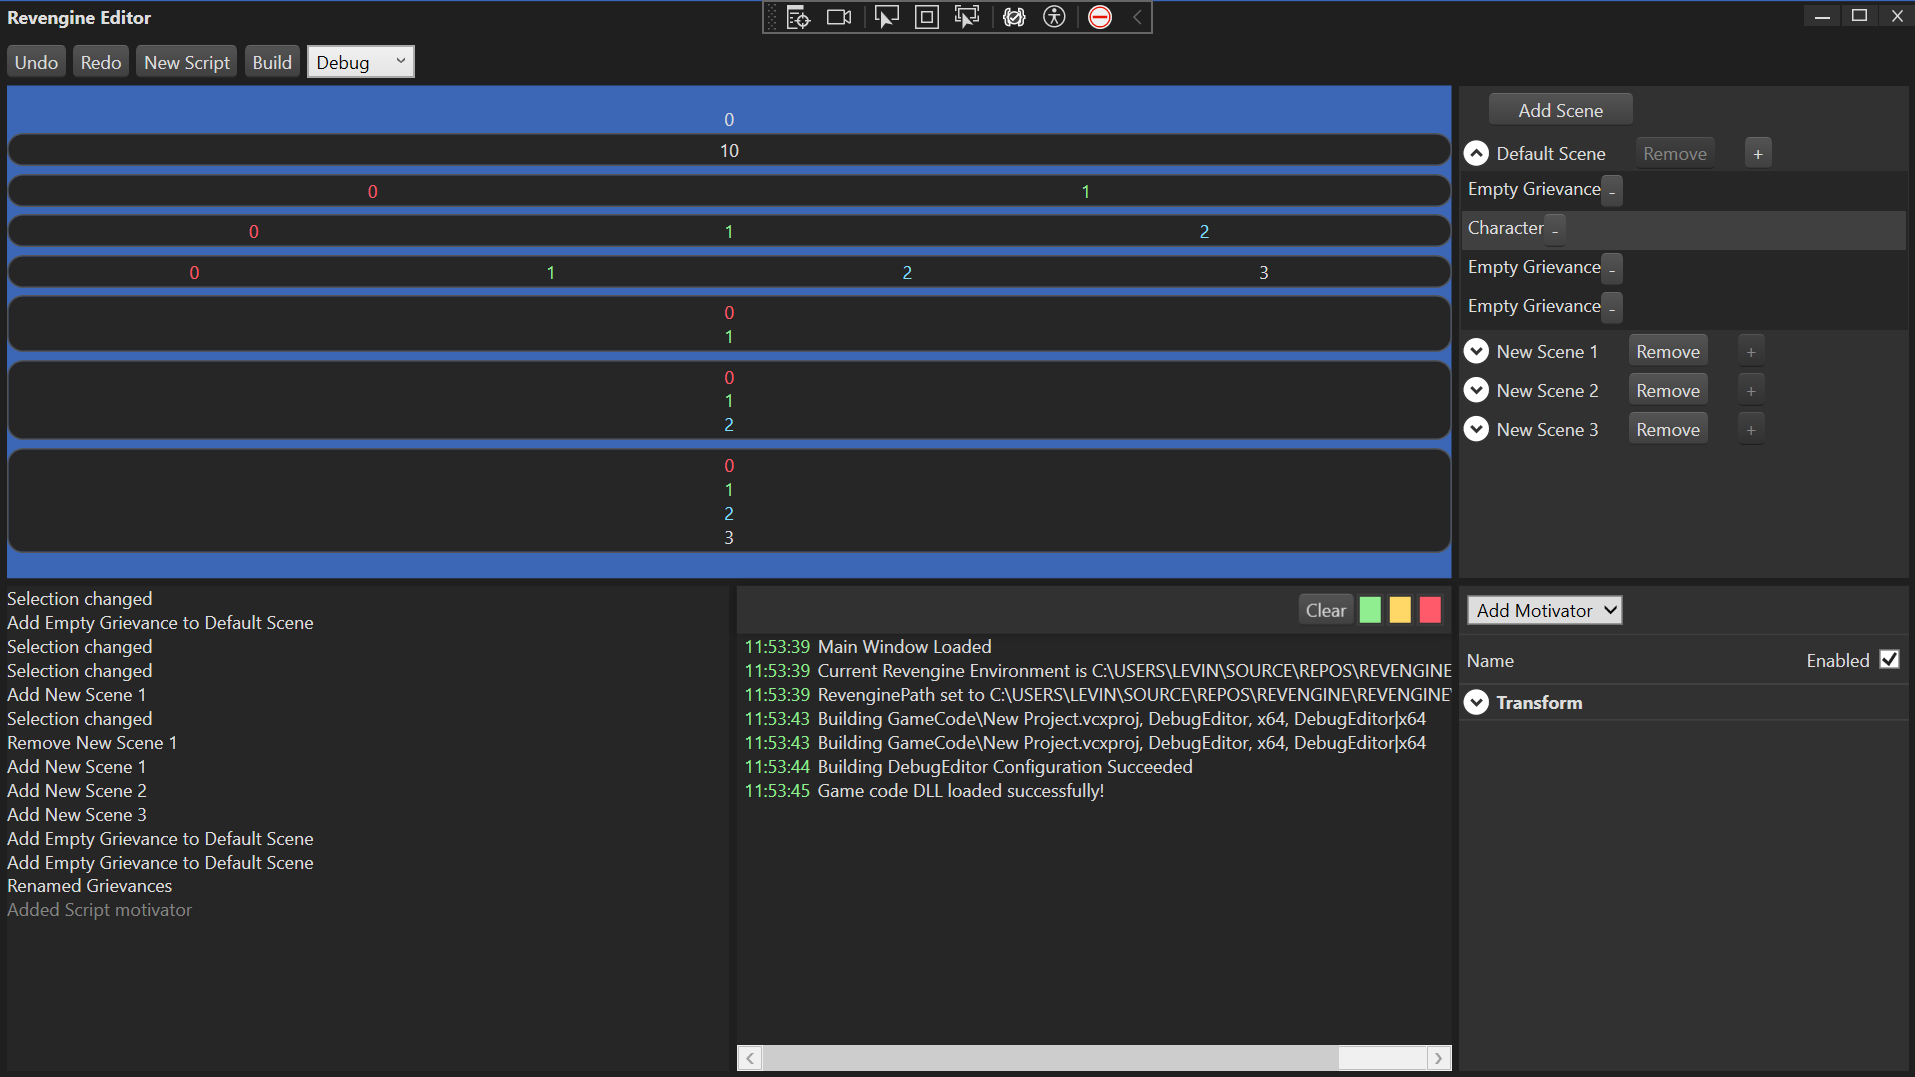 Revengine Editor
Undo Redo New Script Build Debug
0
10
0 1
0 1 2
0 1 2 3
0
1
0
1
2
0
1
2
3
Add Scene
Default Scene Remove +
Empty Grievance -
Character -
Empty Grievance -
Empty Grievance -
New Scene 1 Remove +
New Scene 2 Remove +
New Scene 3 Remove +
Selection changed
Add Empty Grievance to Default Scene
Selection changed
Selection changed
Add New Scene 1
Selection changed
Remove New Scene 1
Add New Scene 1
Add New Scene 2
Add New Scene 3
Add Empty Grievance to Default Scene
Add Empty Grievance to Default Scene
Renamed Grievances
Added Script motivator
Clear
11:53:39 Main Window Loaded
11:53:39 Current Revengine Environment is C:\USERS\LEVIN\SOURCE\REPOS\REVENGINE
11:53:39 RevenginePath set to C:\USERS\LEVIN\SOURCE\REPOS\REVENGINE\REVENGINE\
11:53:43 Building GameCode\New Project.vcxproj, DebugEditor, x64, DebugEditor|x64
11:53:43 Building GameCode\New Project.vcxproj, DebugEditor, x64, DebugEditor|x64
11:53:44 Building DebugEditor Configuration Succeeded
11:53:45 Game code DLL loaded successfully!
Add Motivator
Name Enabled
Transform